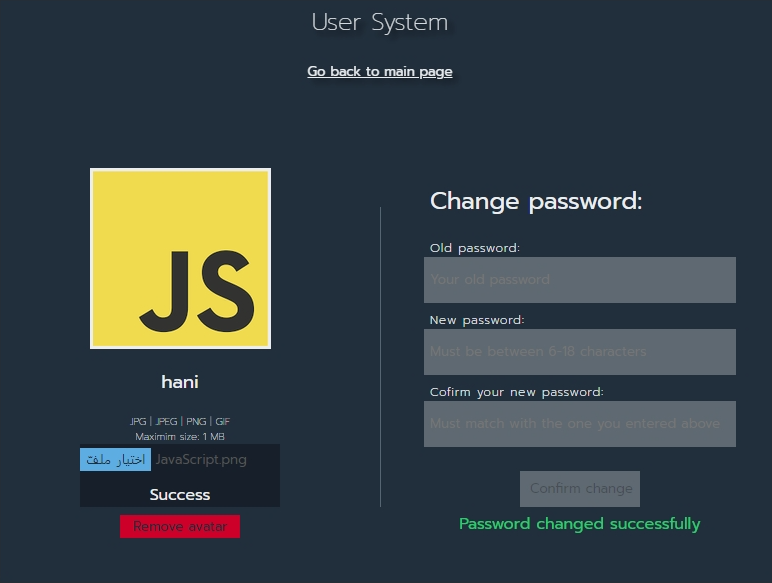 User System
Go back to main page
JS
hani
JPG | JPEG | PNG | GIF
Maximim size: 1 MB
اختيار ملفّ JavaScript.png
Success
Remove avatar
Change password:
Old password:
Your old password
New password:
Must be between 6-18 characters
Cofirm your new password:
Must match with the one you entered above
Confirm change
Password changed successfully